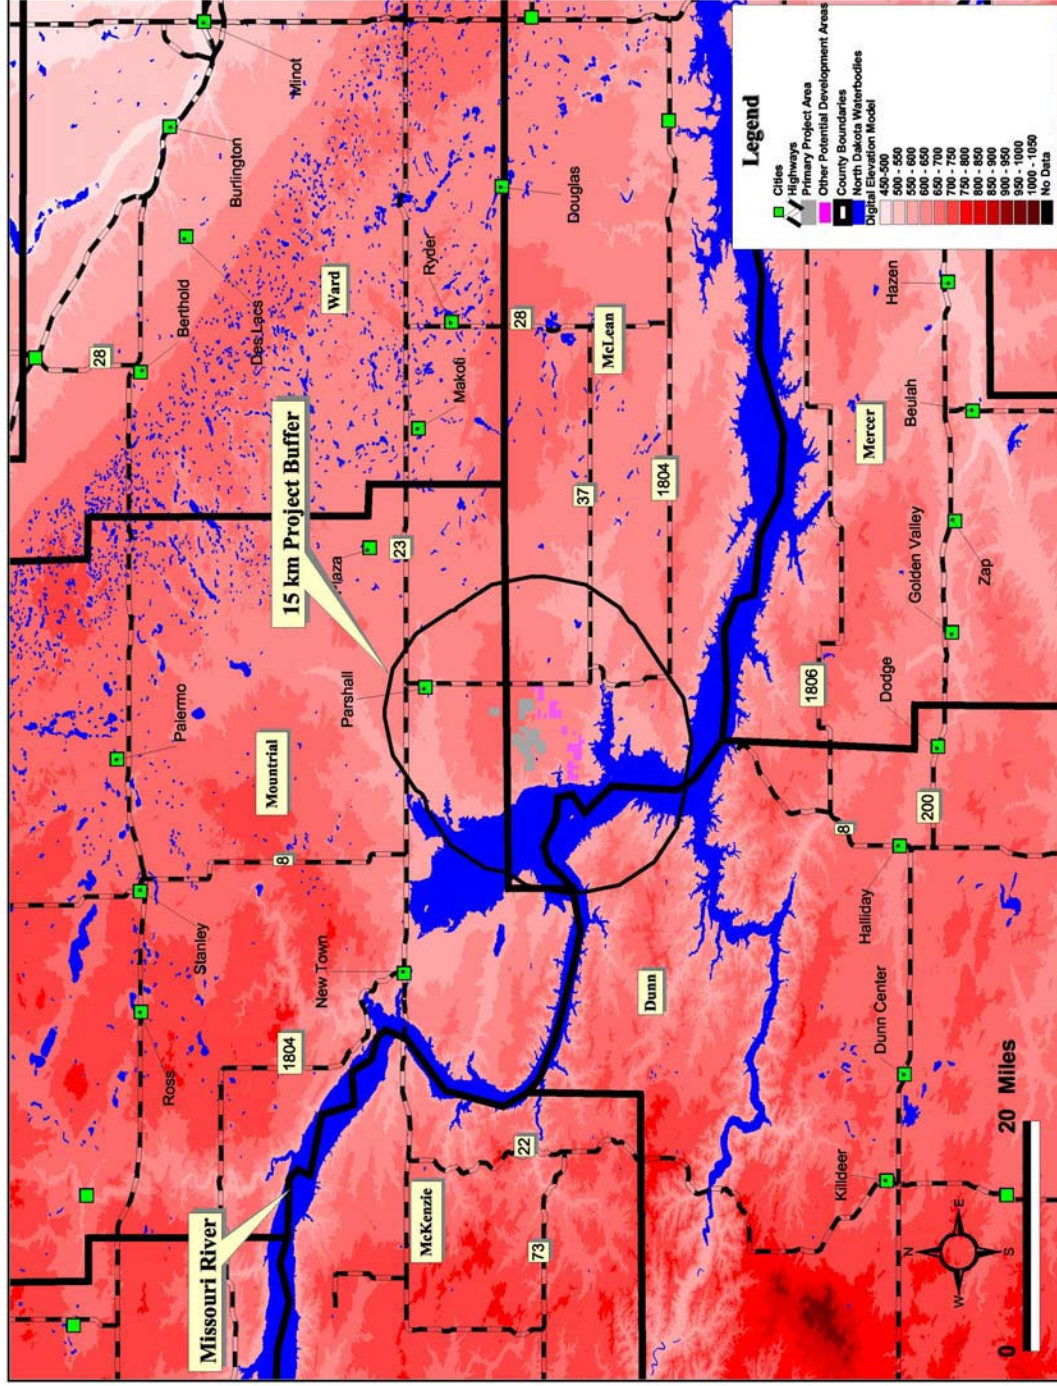 28
Ross
Palermo
Berthold
Stanley
Missouri River
Burlington
Des Lacs
Mountrial
8
1804
15 km Project Buffer
Minot
New Town
Ward
laza
Parshall
23
McKenzie
Ryder
Makofi
28
22
73
Douglas
37
McLean
Dunn
1804
Legend
Cities
Highways
Primary Project Area
Other Potential Development Areas
County Boundaries
North Dakota Waterbodies
Digital Elevation Model
450-500
500 - 550
550 - 600
600 - 650
650 - 700
700 - 750
750 - 800
800 - 850
850 - 900
900 - 950
950 - 1000
1000 - 1050
No Data
1806
Killdeer
8
Halliday
Mercer
Dunn Center
Dodge
Hazen
Beulah
Golden Valley
200
Zap
N
W
E
S
0
20 Miles